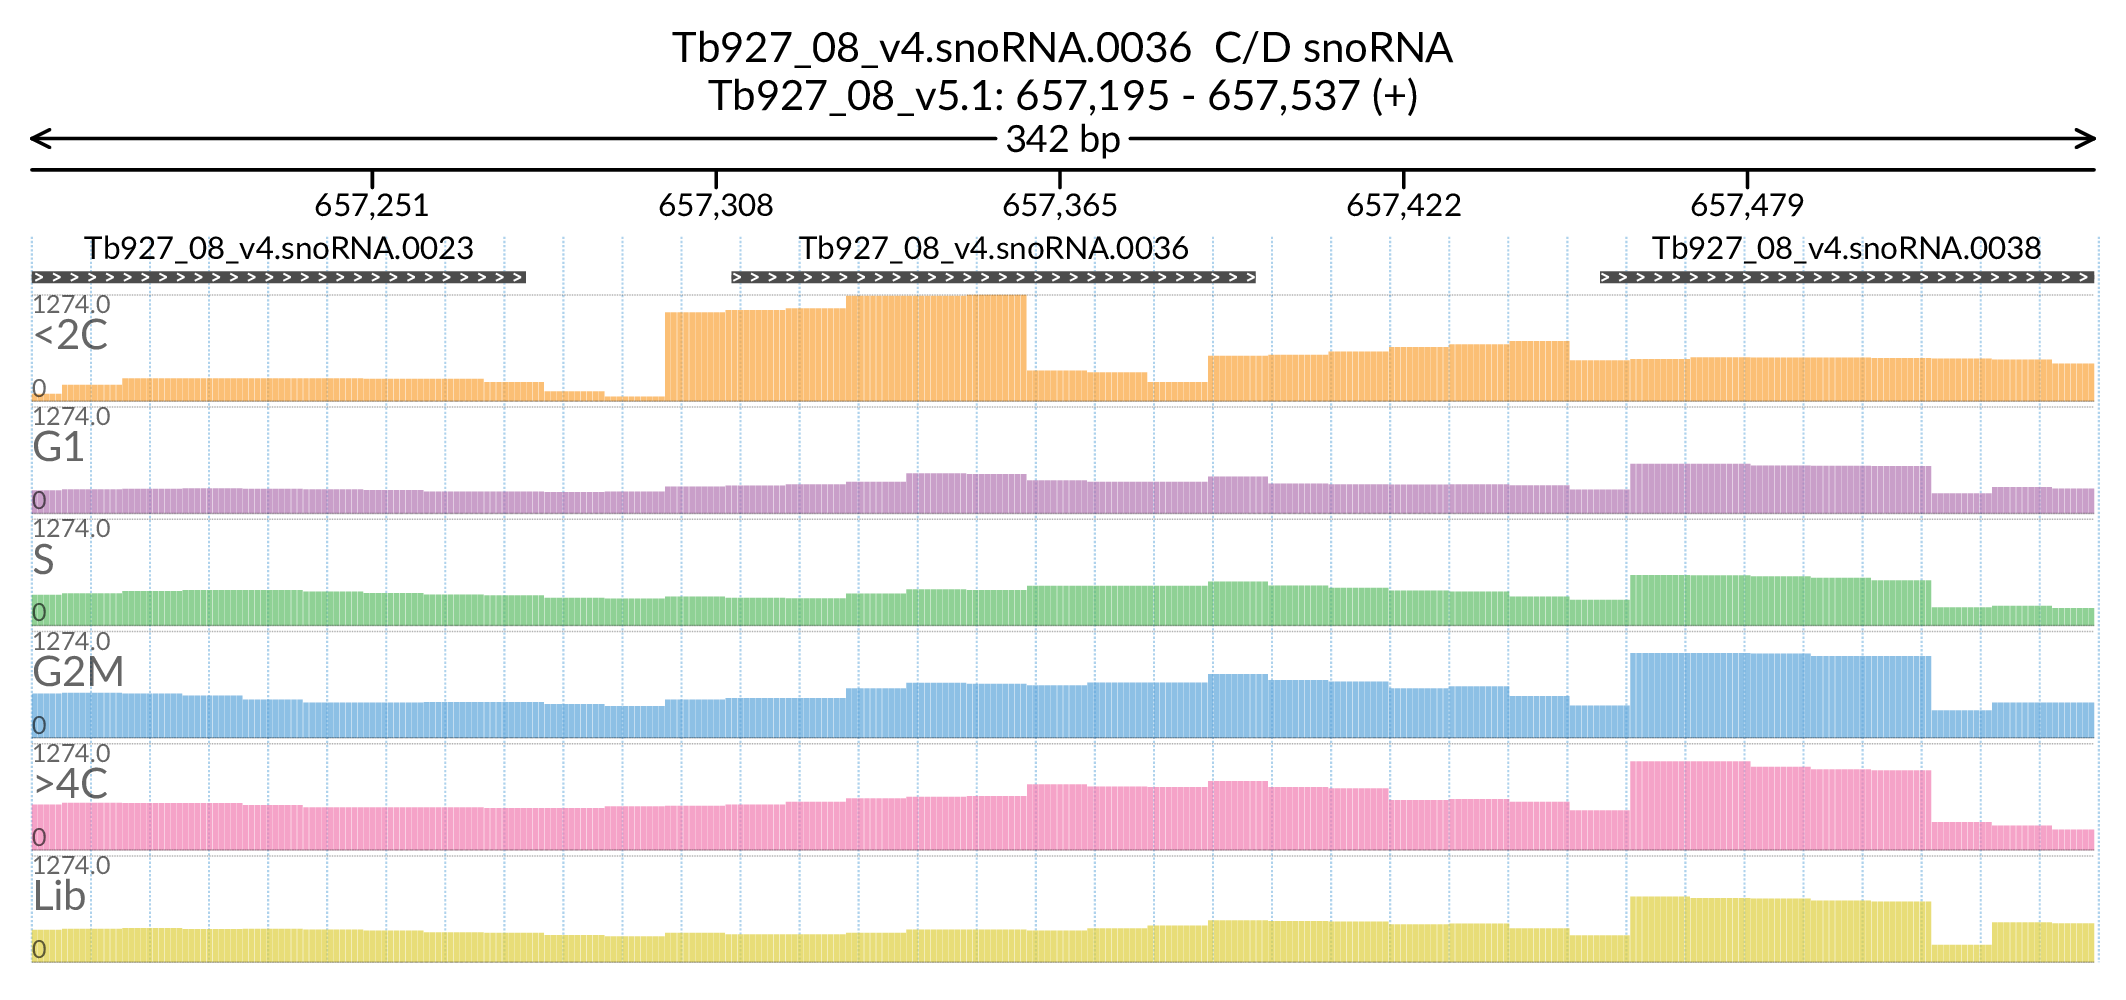 Tb927_08_v4.snoRNA.0036  C/D snoRNA
Tb927_08_v5.1: 657,195 - 657,537 (+)
342 bp
657,251 657,308 657,365 657,422 657,479
Tb927_08_v4.snoRNA.0023 Tb927_08_v4.snoRNA.0036 Tb927_08_v4.snoRNA.0038
1274.0
<2C
0
1274.0
G1
0
1274.0
S
0
1274.0
G2M
0
1274.0
>4C
0
1274.0
Lib
0